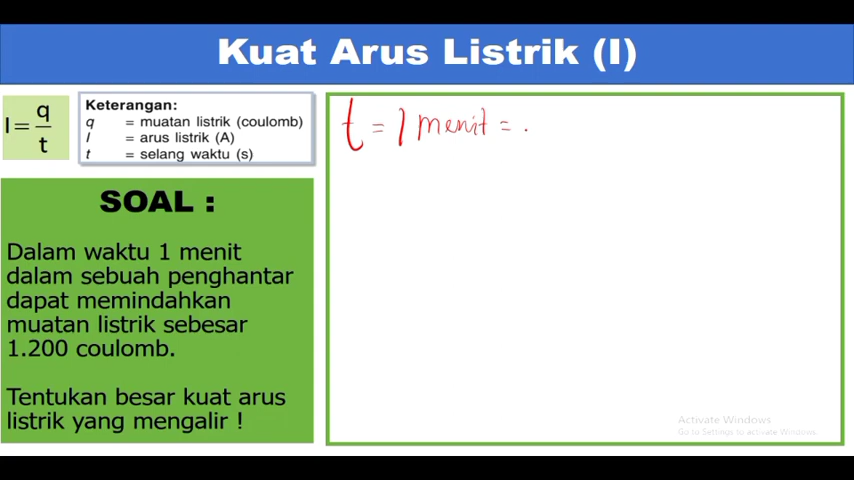 Kuat Arus Listrik (I)
I = q
t
Keterangan:
q = muatan listrik (coulomb)
I = arus listrik (A)
t = selang waktu (s)
t = 1 menit = .
SOAL :
Dalam waktu 1 menit
dalam sebuah penghantar
dapat memindahkan
muatan listrik sebesar
1.200 coulomb.
Tentukan besar kuat arus
listrik yang mengalir !
Activate Windows
Go to Settings to activate Windows.